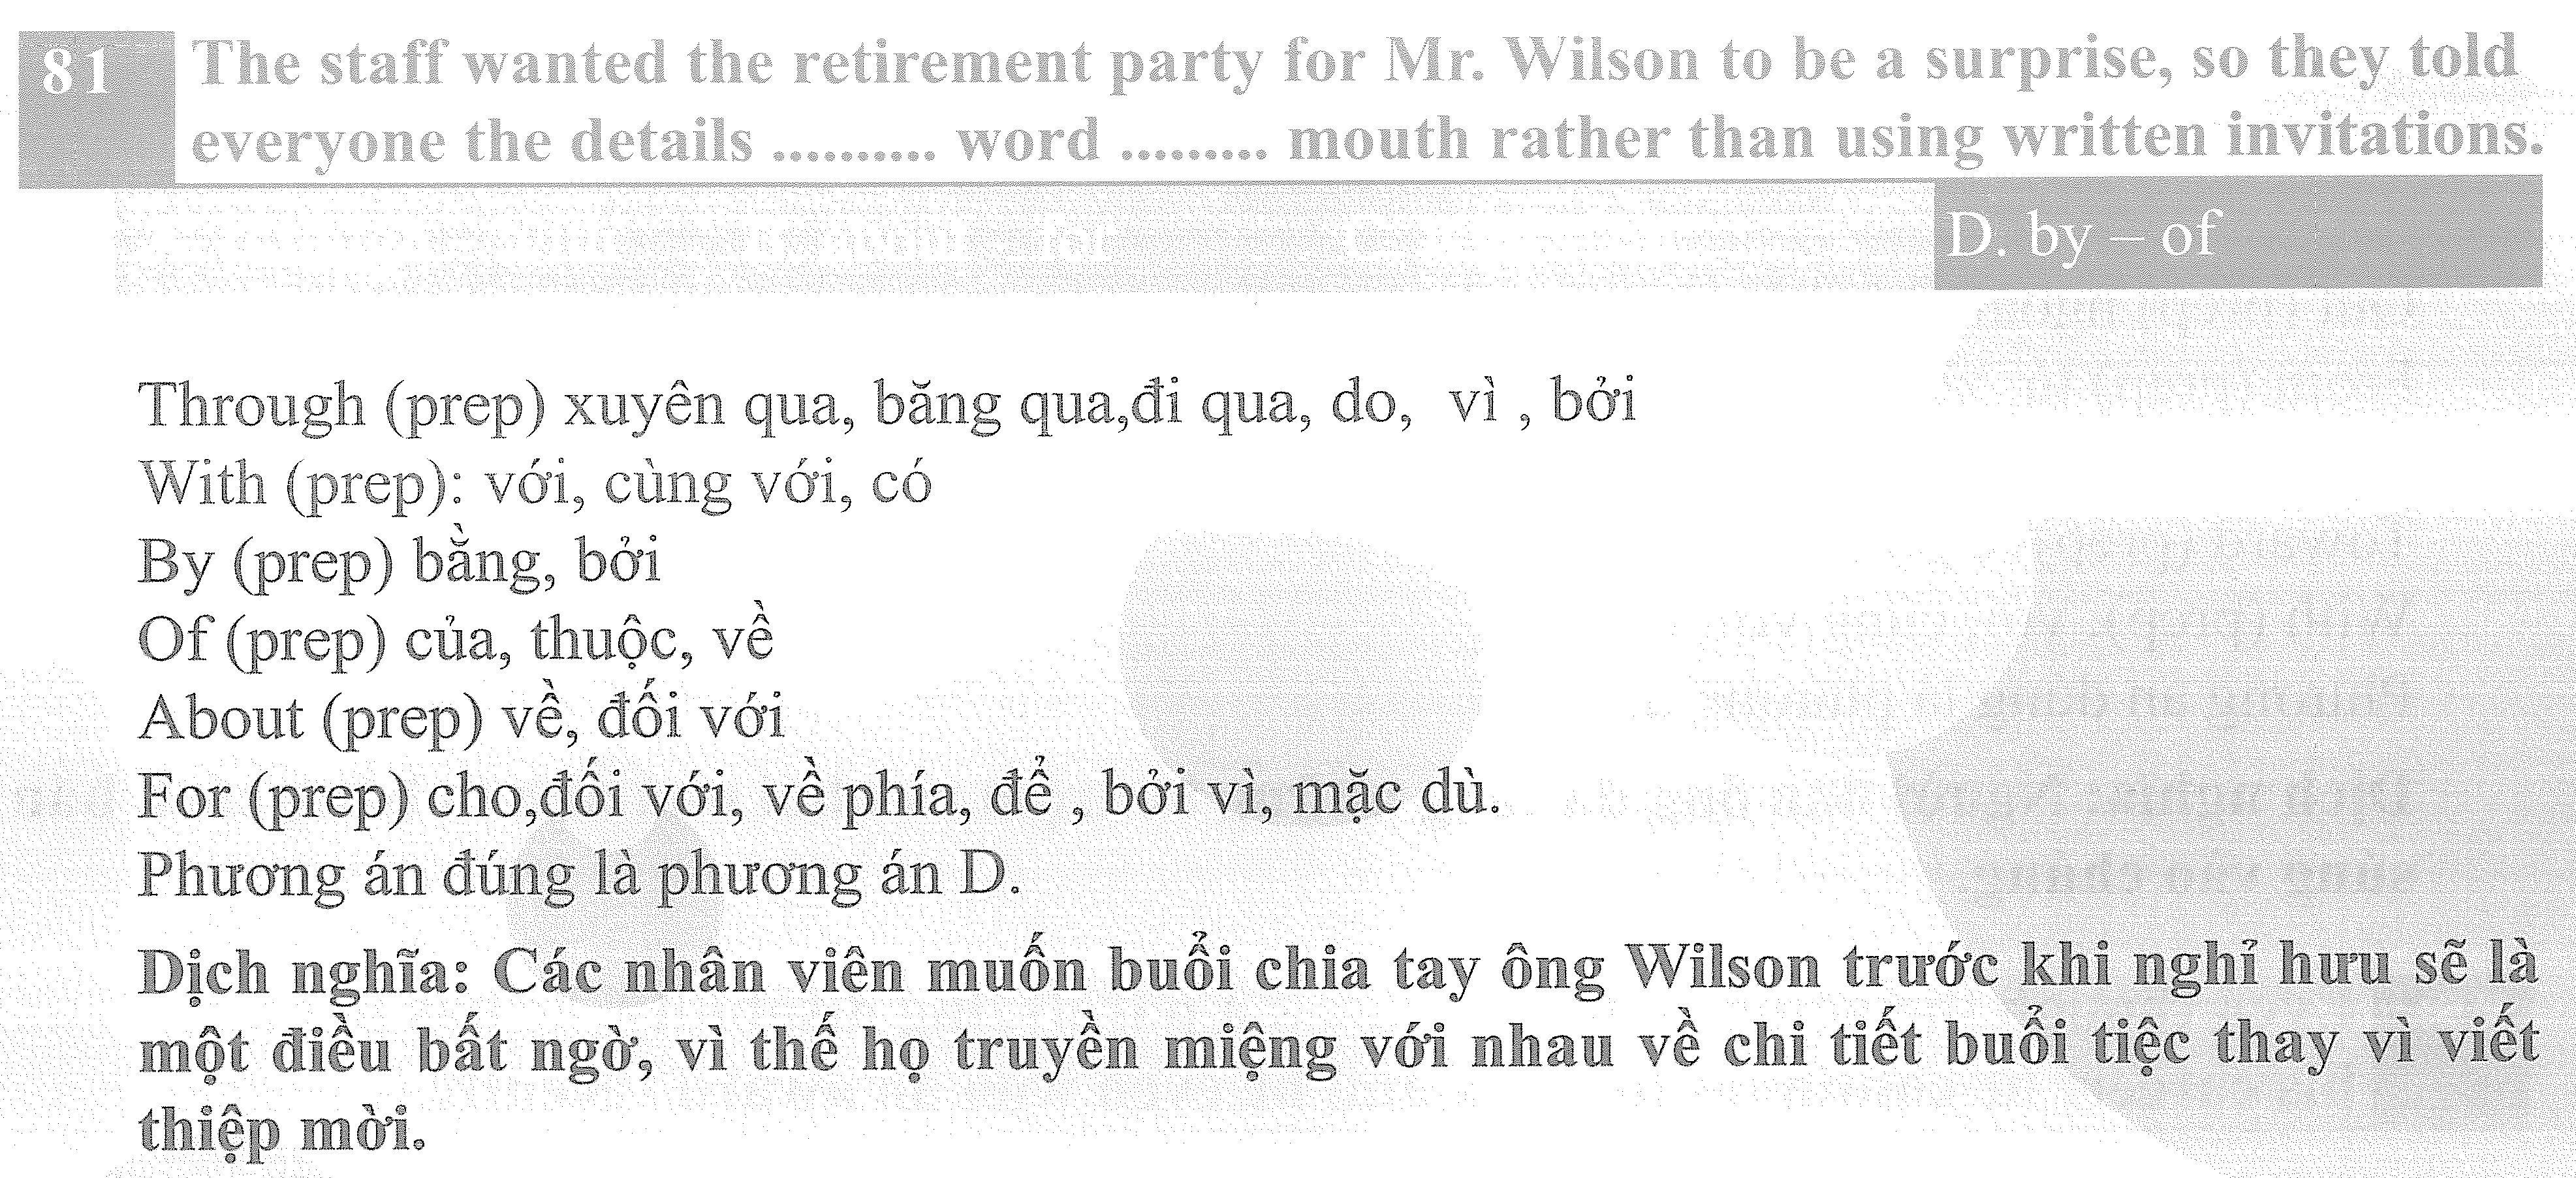 81 The staff wanted the retirement party for Mr. Wilson to be a surprise, so they told
everyone the details .......... word ......... mouth rather than using written invitations.
D. by – of
Through (prep) xuyên qua, băng qua,đi qua, do, vì , bởi
With (prep): với, cùng với, có
By (prep) bằng, bởi
Of (prep) của, thuộc, về
About (prep) về, đối với
For (prep) cho,đối với, về phía, để , bởi vì, mặc dù.
Phương án đúng là phương án D.
Dịch nghĩa: Các nhân viên muốn buổi chia tay ông Wilson trước khi nghỉ hưu sẽ là
một điều bất ngờ, vì thế họ truyền miệng với nhau về chi tiết buổi tiệc thay vì viết
thiệp mời.